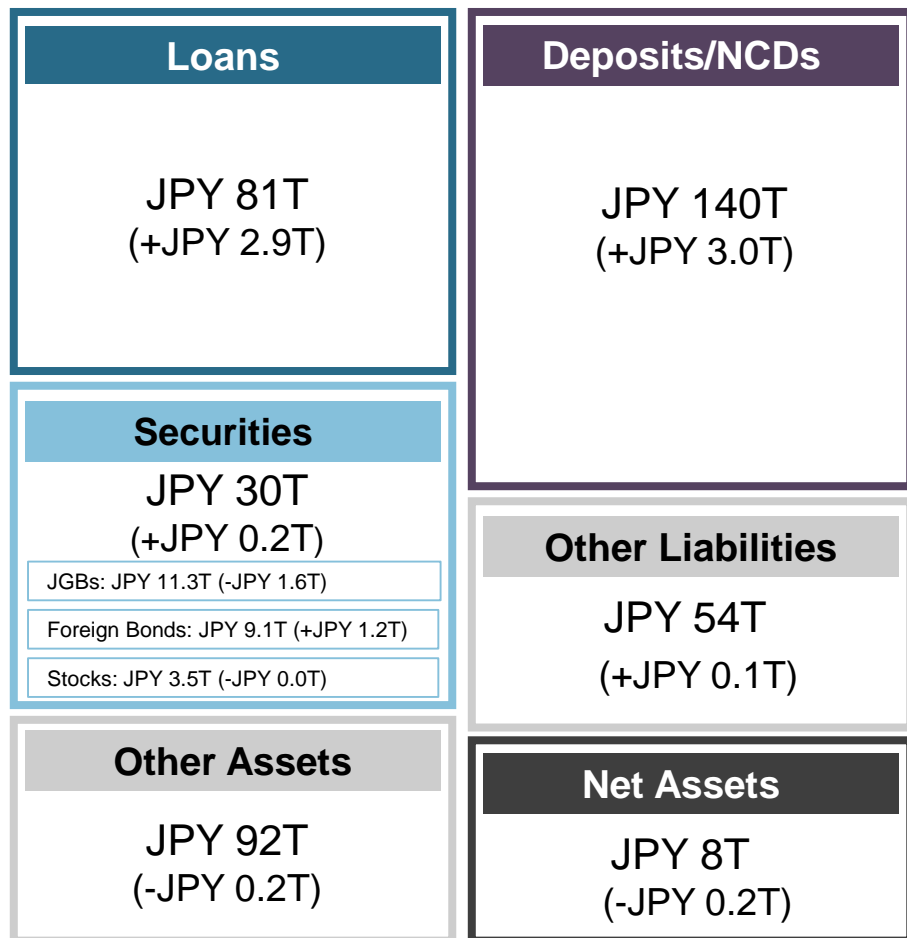 Loans
JPY 81T
(+JPY 2.9T)
Securities
JPY 30T
(+JPY 0.2T)
JGBs: JPY 11.3T (-JPY 1.6T)
Foreign Bonds: JPY 9.1T (+JPY 1.2T)
Stocks: JPY 3.5T (-JPY 0.0T)
Other Assets
JPY 92T
(-JPY 0.2T)
Deposits/NCDs
JPY 140T
(+JPY 3.0T)
Other Liabilities
JPY 54T
(+JPY 0.1T)
Net Assets
JPY 8T
(-JPY 0.2T)